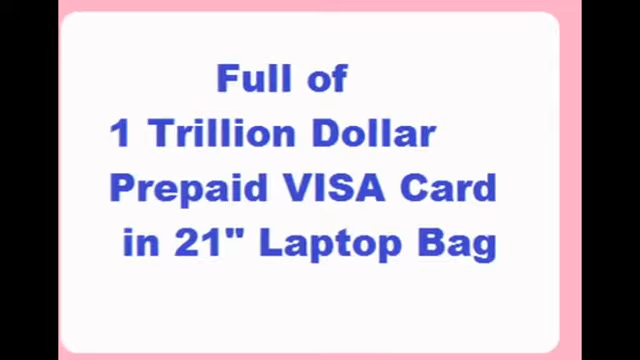 Full of
1 Trillion Dollar
Prepaid VISA Card
in 21" Laptop Bag